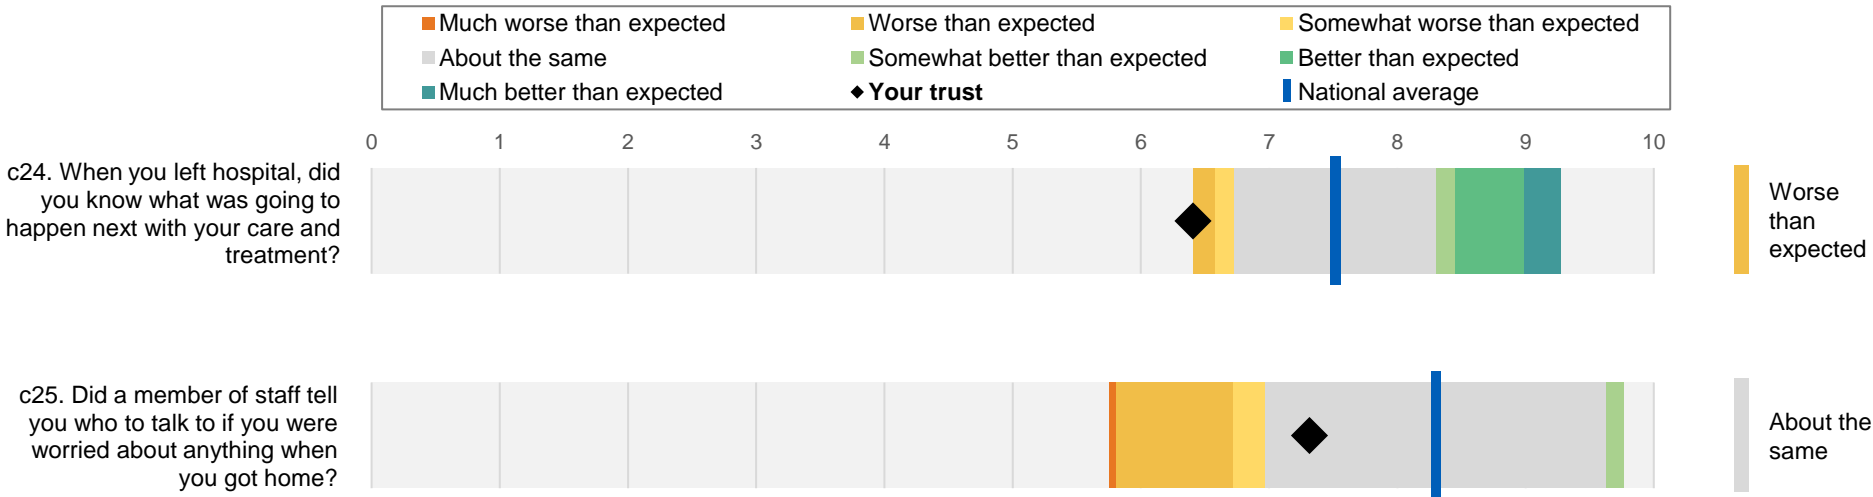 Much worse than expected
Worse than expected
Somewhat worse than expected
About the same
Somewhat better than expected
Better than expected
Much better than expected
Your trust
National average
0 1 2 3 4 5 6 7 8 9 10
c24. When you left hospital, did
you know what was going to
happen next with your care and
treatment?
Worse
than
expected
c25. Did a member of staff tell
you who to talk to if you were
worried about anything when
you got home?
About the
same